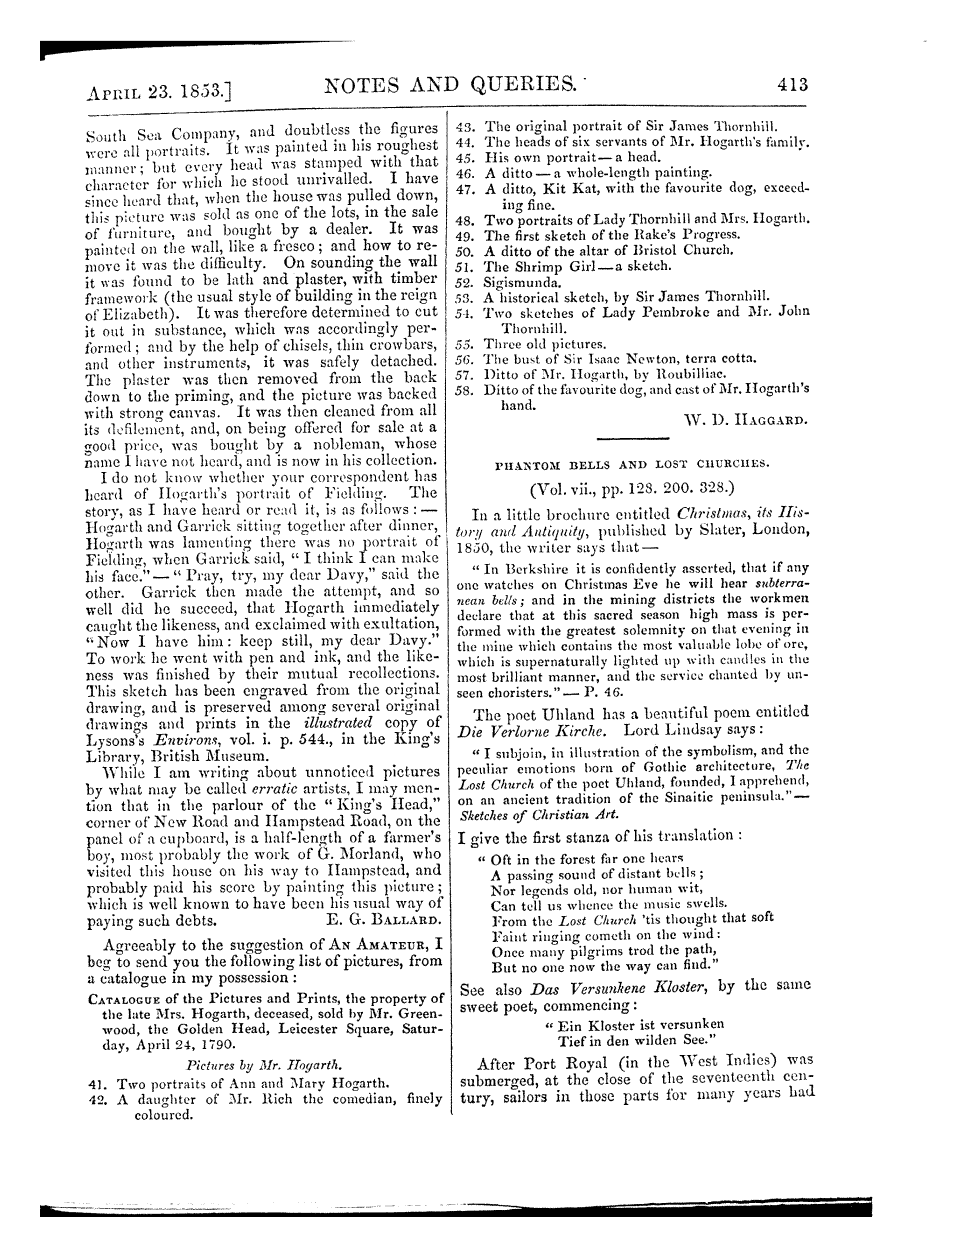 APRIL 23. 1853.]
NOTES AND QUERIES.
413
South Sea Company, and doubtless the figures
were all portraits. It was painted in his roughest
manner; but every head was stamped with that
character for which he stood unrivalled. I have
since heard that, when the house was pulled down,
this picture was sold as one of the lots, in the sale
of furniture, and bought by a dealer. It was
painted on the wall, like a fresco; and how to re-
move it was the difficulty. On sounding the wall
it was found to be lath and plaster, with timber
framework (the usual style of building in the reign
of Elizabeth). It was therefore determined to cut
it out in substance, which was accordingly per-
formed; and by the help of chisels, thin crowbars,
and other instruments, it was safely detached.
The plaster was then removed from the back
down to the priming, and the picture was backed
with strong canvas. It was then cleaned from all
its defilement, and, on being offered for sale at a
good price, was bought by a nobleman, whose
name I have not heard, and is now in his collection.
I do not know whether your correspondent has
heard of Hogarth's portrait of Fielding. The
story, as I have heard or read it, is as follows:—
Hogarth and Garrick sitting together after dinner,
Hogarth was lamenting there was no portrait of
Fielding, when Garrick said, "I think I can make
his face."—"Pray, try, my dear Davy," said the
other. Garrick then made the attempt, and so
well did he succeed, that Hogarth immediately
caught the likeness, and exclaimed with exultation,
"Now I have him: keep still, my dear Davy."
To work he went with pen and ink, and the like-
ness was finished by their mutual recollections.
This sketch has been engraved from the original
drawing, and is preserved among several original
drawings and prints in the illustrated copy of
Lysons's Environs, vol. i. p. 544., in the King's
Library, British Museum.
While I am writing about unnoticed pictures
by what may be called erratic artists, I may men-
tion that in the parlour of the "King's Head,"
corner of New Road and Hampstead Road, on the
panel of a cupboard, is a half-length of a farmer's
boy, most probably the work of G. Morland, who
visited this house on his way to Hampstead, and
probably paid his score by painting this picture;
which is well known to have been his usual way of
paying such debts. E. G. BALLARD.
Agreeably to the suggestion of AN AMATEUR, I
beg to send you the following list of pictures, from
a catalogue in my possession:
CATALOGUE of the Pictures and Prints, the property of
the late Mrs. Hogarth, deceased, sold by Mr. Green-
wood, the Golden Head, Leicester Square, Satur-
day, April 24, 1790.
Pictures by Mr. Hogarth.
41. Two portraits of Ann and Mary Hogarth.
42. A daughter of Mr. Rich the comedian, finely
coloured.
43. The original portrait of Sir James Thornhill.
44. The heads of six servants of Mr. Hogarth's family.
45. His own portrait—a head.
46. A ditto—a whole-length painting.
47. A ditto, Kit Kat, with the favourite dog, exceed-
ing fine.
48. Two portraits of Lady Thornhill and Mrs. Hogarth.
49. The first sketch of the Rake's Progress.
50. A ditto of the altar of Bristol Church.
51. The Shrimp Girl—a sketch.
52. Sigismunda.
53. A historical sketch, by Sir James Thornhill.
54. Two sketches of Lady Pembroke and Mr. John
Thornhill.
55. Three old pictures.
56. The bust of Sir Isaac Newton, terra cotta.
57. Ditto of Mr. Hogarth, by Roubilliac.
58. Ditto of the favourite dog, and cast of Mr. Hogarth's
hand.
W. D. HAGGARD.
PHANTOM BELLS AND LOST CHURCHES.
(Vol. vii., pp. 128. 200. 328.)
In a little brochure entitled Christmas, its His-
tory and Antiquity, published by Slater, London,
1850, the writer says that—
"In Berkshire it is confidently asserted, that if any
one watches on Christmas Eve he will hear subterra-
nean bells; and in the mining districts the workmen
declare that at this sacred season high mass is per-
formed with the greatest solemnity on that evening in
the mine which contains the most valuable lobe of ore,
which is supernaturally lighted up with candles in the
most brilliant manner, and the service chanted by un-
seen choristers."—P. 46.
The poet Uhland has a beautiful poem entitled
Die Verlorne Kirche. Lord Lindsay says:
"I subjoin, in illustration of the symbolism, and the
peculiar emotions born of Gothic architecture, The
Lost Church of the poet Uhland, founded, I apprehend,
on an ancient tradition of the Sinaitic peninsula."—
Sketches of Christian Art.
I give the first stanza of his translation:
"Oft in the forest far one hears
A passing sound of distant bells;
Nor legends old, nor human wit,
Can tell us whence the music swells.
From the Lost Church 'tis thought that soft
Faint ringing cometh on the wind:
Once many pilgrims trod the path,
But no one now the way can find."
See also Das Versunkene Kloster, by the same
sweet poet, commencing:
"Ein Kloster ist versunken
Tief in den wilden See."
After Port Royal (in the West Indies) was
submerged, at the close of the seventeenth cen-
tury, sailors in those parts for many years had